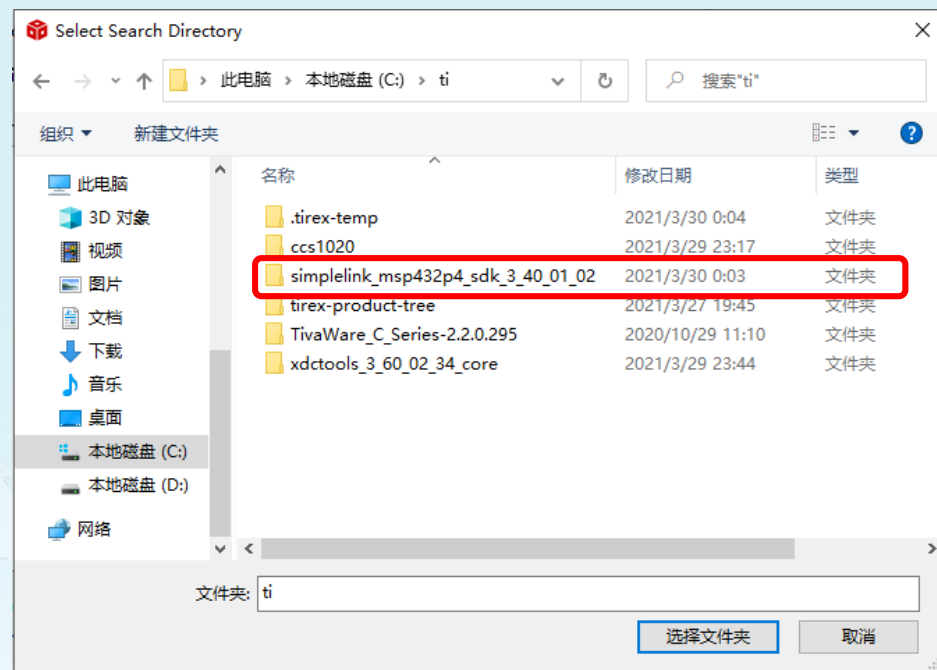 Select Search Directory
此电脑 本地磁盘 (C:) ti
搜索"ti"
组织 新建文件夹
名称 修改日期 类型
此电脑
3D 对象
视频
图片
文档
下载
音乐
桌面
本地磁盘 (C:)
本地磁盘 (D:)
网络
.tirex-temp 2021/3/30 0:04 文件夹
ccs1020 2021/3/29 23:17 文件夹
simplelink_msp432p4_sdk_3_40_01_02 2021/3/30 0:03 文件夹
tirex-product-tree 2021/3/27 19:45 文件夹
TivaWare_C_Series-2.2.0.295 2020/10/29 11:10 文件夹
xdctools_3_60_02_34_core 2021/3/29 23:44 文件夹
文件夹: ti
选择文件夹 取消